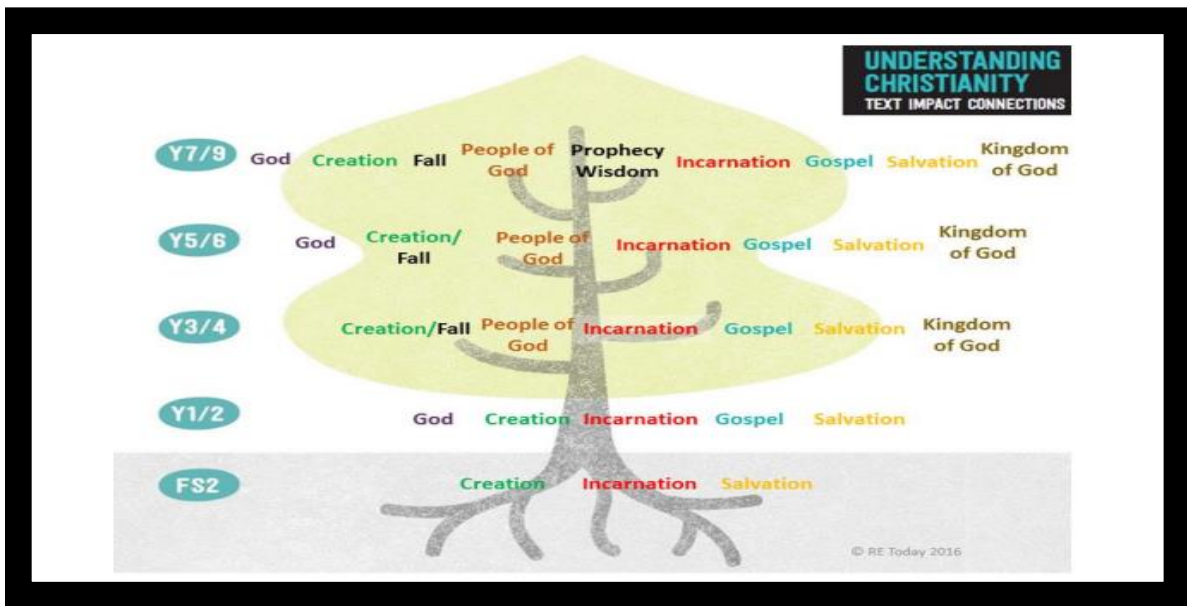 UNDERSTANDING
CHRISTIANITY
TEXT IMPACT CONNECTIONS
Y7/9 God Creation Fall People of God Prophecy Wisdom Incarnation Gospel Salvation Kingdom of God
Y5/6 God Creation/ Fall People of God Incarnation Gospel Salvation Kingdom of God
Y3/4 Creation/Fall People of God Incarnation Gospel Salvation Kingdom of God
Y1/2 God Creation Incarnation Gospel Salvation
FS2 Creation Incarnation Salvation
© RE Today 2016